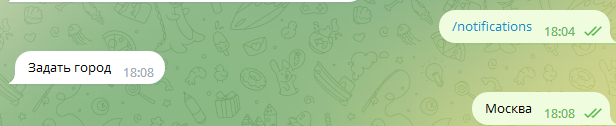 /notifications 18:04
Задать город 18:08
Москва 18:08